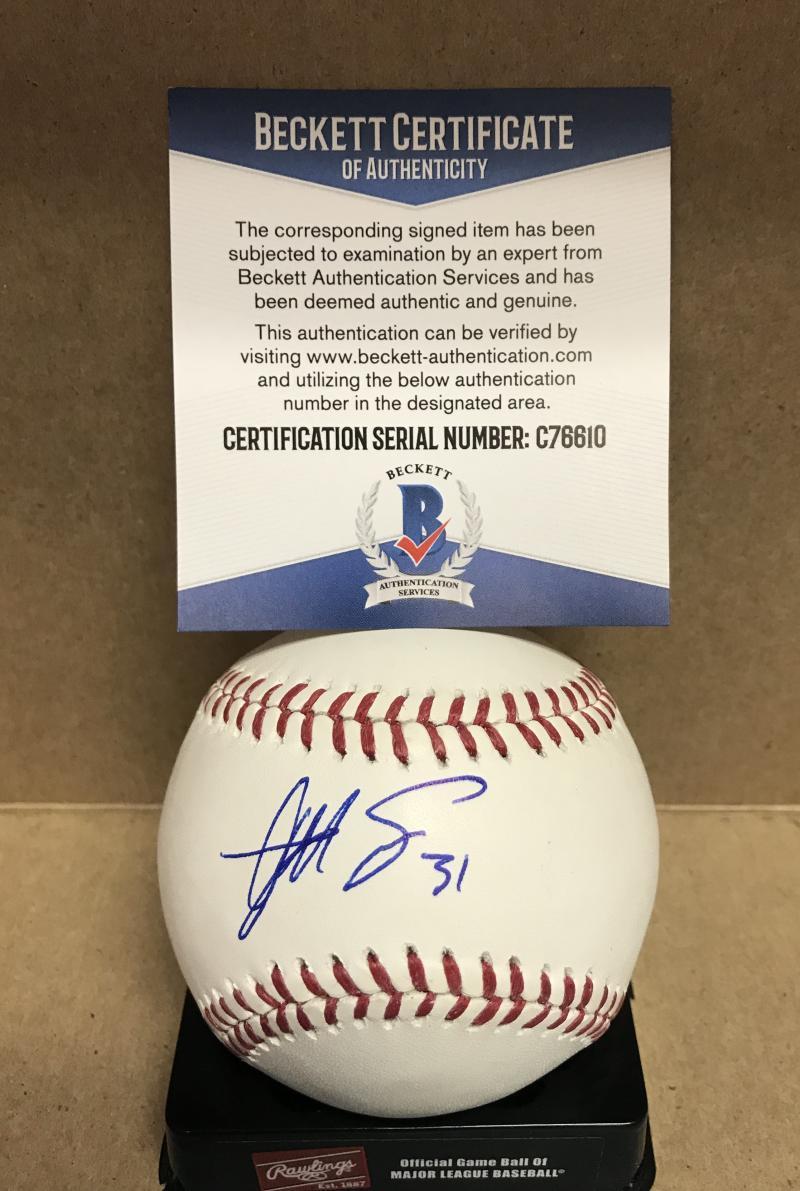 BECKETT CERTIFICATE
OF AUTHENTICITY
The corresponding signed item has been
subjected to examination by an expert from
Beckett Authentication Services and has
been deemed authentic and genuine.
This authentication can be verified by
visiting www.beckett-authentication.com
and utilizing the below authentication
number in the designated area.
CERTIFICATION SERIAL NUMBER: C76610
BECKETT
B
AUTHENTICATION
SERVICES
31
Rawlings
Est. 1887
Official Game Ball Of
MAJOR LEAGUE BASEBALL®